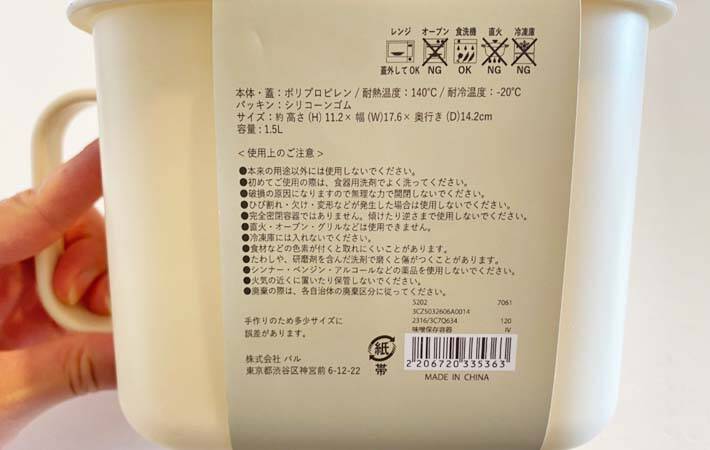 レンジ オーブン 食洗機 直火 冷凍庫
蓋外してOK NG OK NG NG
本体・蓋：ポリプロピレン / 耐熱温度：140℃ / 耐冷温度：-20℃
パッキン：シリコーンゴム
サイズ：約 高さ (H) 11.2× 幅 (W)17.6× 奥行き (D)14.2cm
容量：1.5L
＜使用上のご注意＞
●本来の用途以外には使用しないでください。
●初めてご使用の際は、食器用洗剤でよく洗ってください。
●破損の原因になりますので無理な力で開閉しないでください。
●ひび割れ・欠け・変形などが発生した場合は使用しないでください。
●完全密閉容器ではありません。傾けたり逆さまで使用しないでください。
●直火・オーブン・グリルなどは使用できません。
●冷凍庫には入れないでください。
●食材などの色素が付くと取れにくいことがあります。
●たわしや、研磨剤を含んだ洗剤で磨くと傷がつくことがあります。
●シンナー・ベンジン・アルコールなどの薬品を使用しないでください。
●火気の近くに置いたり保管しないでください。
●廃棄の際は、各自治体の廃棄区分に従ってください。
5202 7061
3CZ5032606A0014
2316/3C7Q634 120
味噌保存容器 IV
手作りのため多少サイズに
誤差があります。
株式会社 パル
東京都渋谷区神宮前 6-12-22
紙
帯
2 206720 335363
MADE IN CHINA